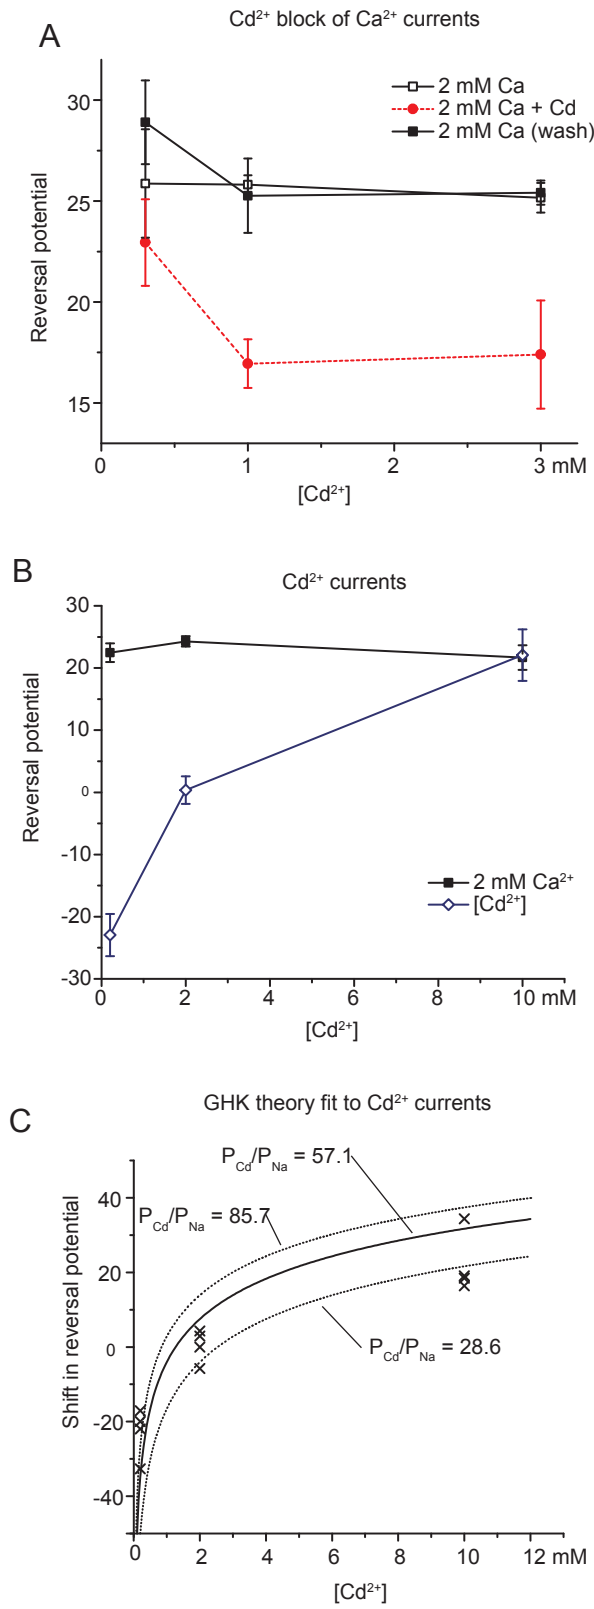 A
Cd²⁺ block of Ca²⁺ currents
2 mM Ca
2 mM Ca + Cd
2 mM Ca (wash)
Reversal potential
30
25
20
15
0 1 2 3 mM
[Cd²⁺]
B
Cd²⁺ currents
Reversal potential
30
20
10
0
-10
-20
-30
2 mM Ca²⁺
[Cd²⁺]
0 2 4 6 8 10 mM
[Cd²⁺]
C
GHK theory fit to Cd²⁺ currents
P_Cd/P_Na = 57.1
P_Cd/P_Na = 85.7
P_Cd/P_Na = 28.6
Shift in reversal potential
40
20
0
-20
-40
0 2 4 6 8 10 12 mM
[Cd²⁺]